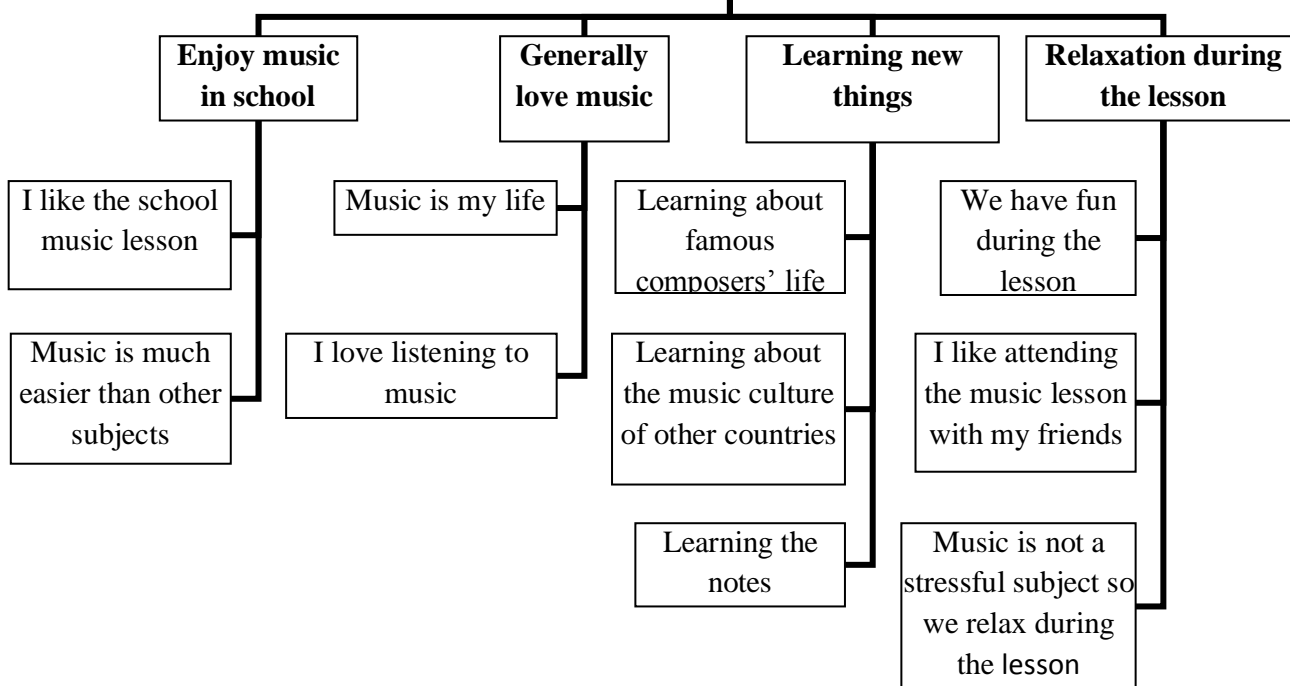 Enjoy music
in school
Generally
love music
Learning new
things
Relaxation during
the lesson
I like the school
music lesson
Music is much
easier than other
subjects
Music is my life
I love listening to
music
Learning about
famous
composers’ life
Learning about
the music culture
of other countries
Learning the
notes
We have fun
during the
lesson
I like attending
the music lesson
with my friends
Music is not a
stressful subject so
we relax during
the lesson